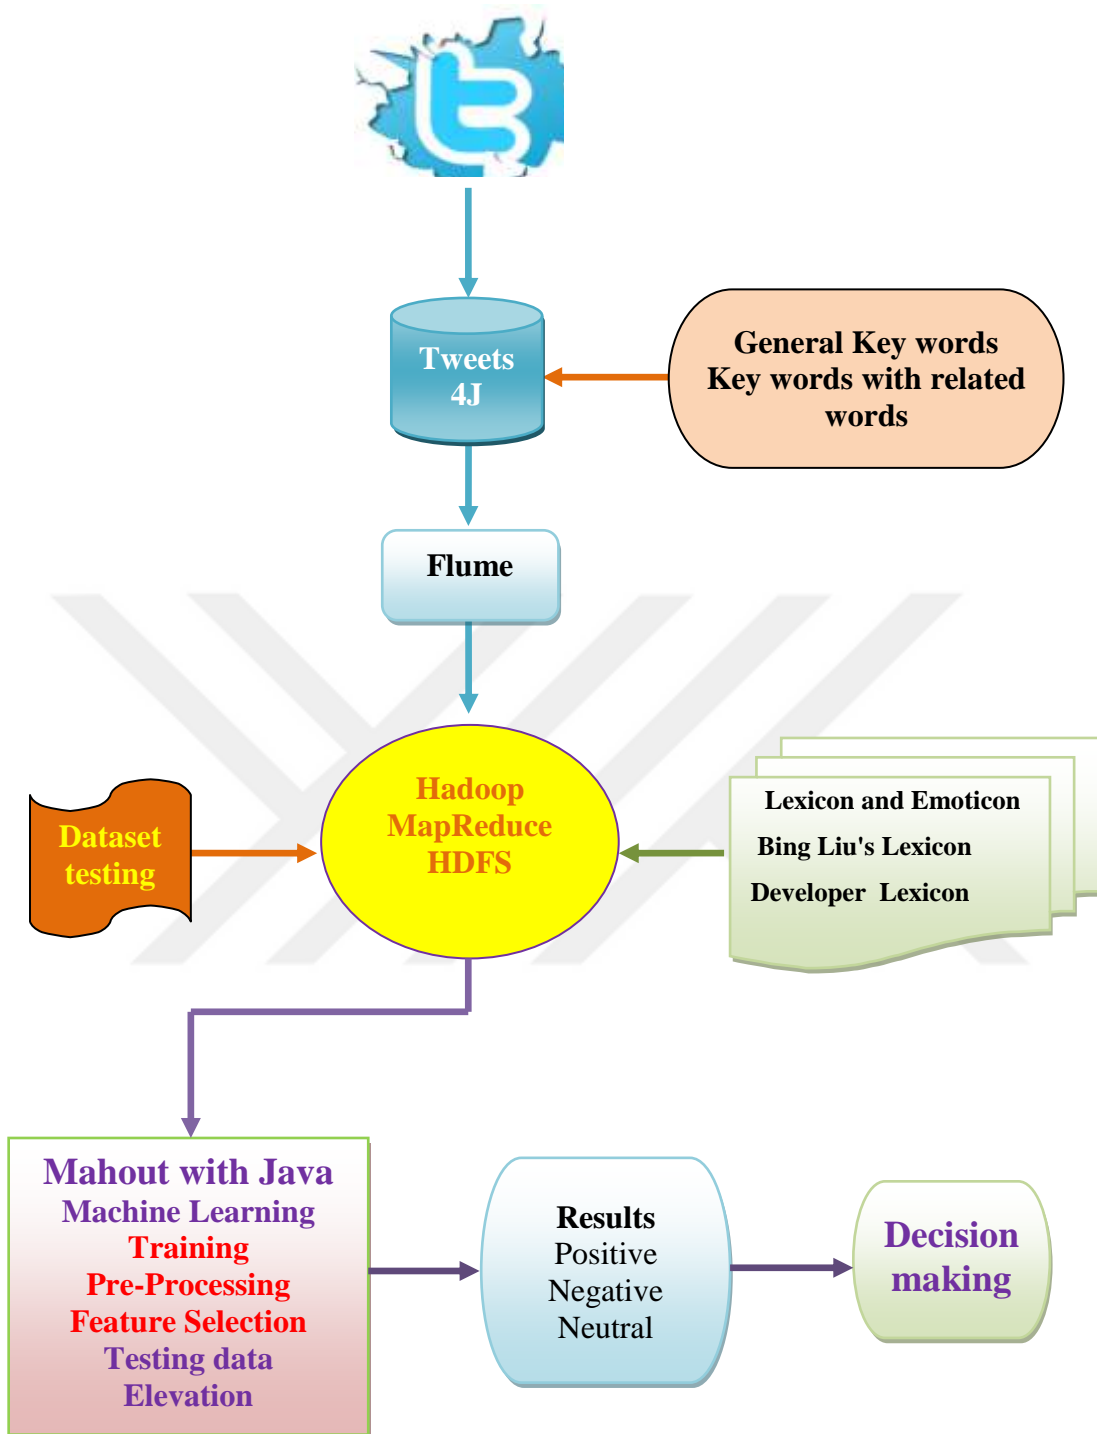 Tweets
4J
General Key words
Key words with related
words
Flume
Hadoop
MapReduce
HDFS
Dataset
testing
Lexicon and Emoticon
Bing Liu's Lexicon
Developer Lexicon
Mahout with Java
Machine Learning
Training
Pre-Processing
Feature Selection
Testing data
Elevation
Results
Positive
Negative
Neutral
Decision
making